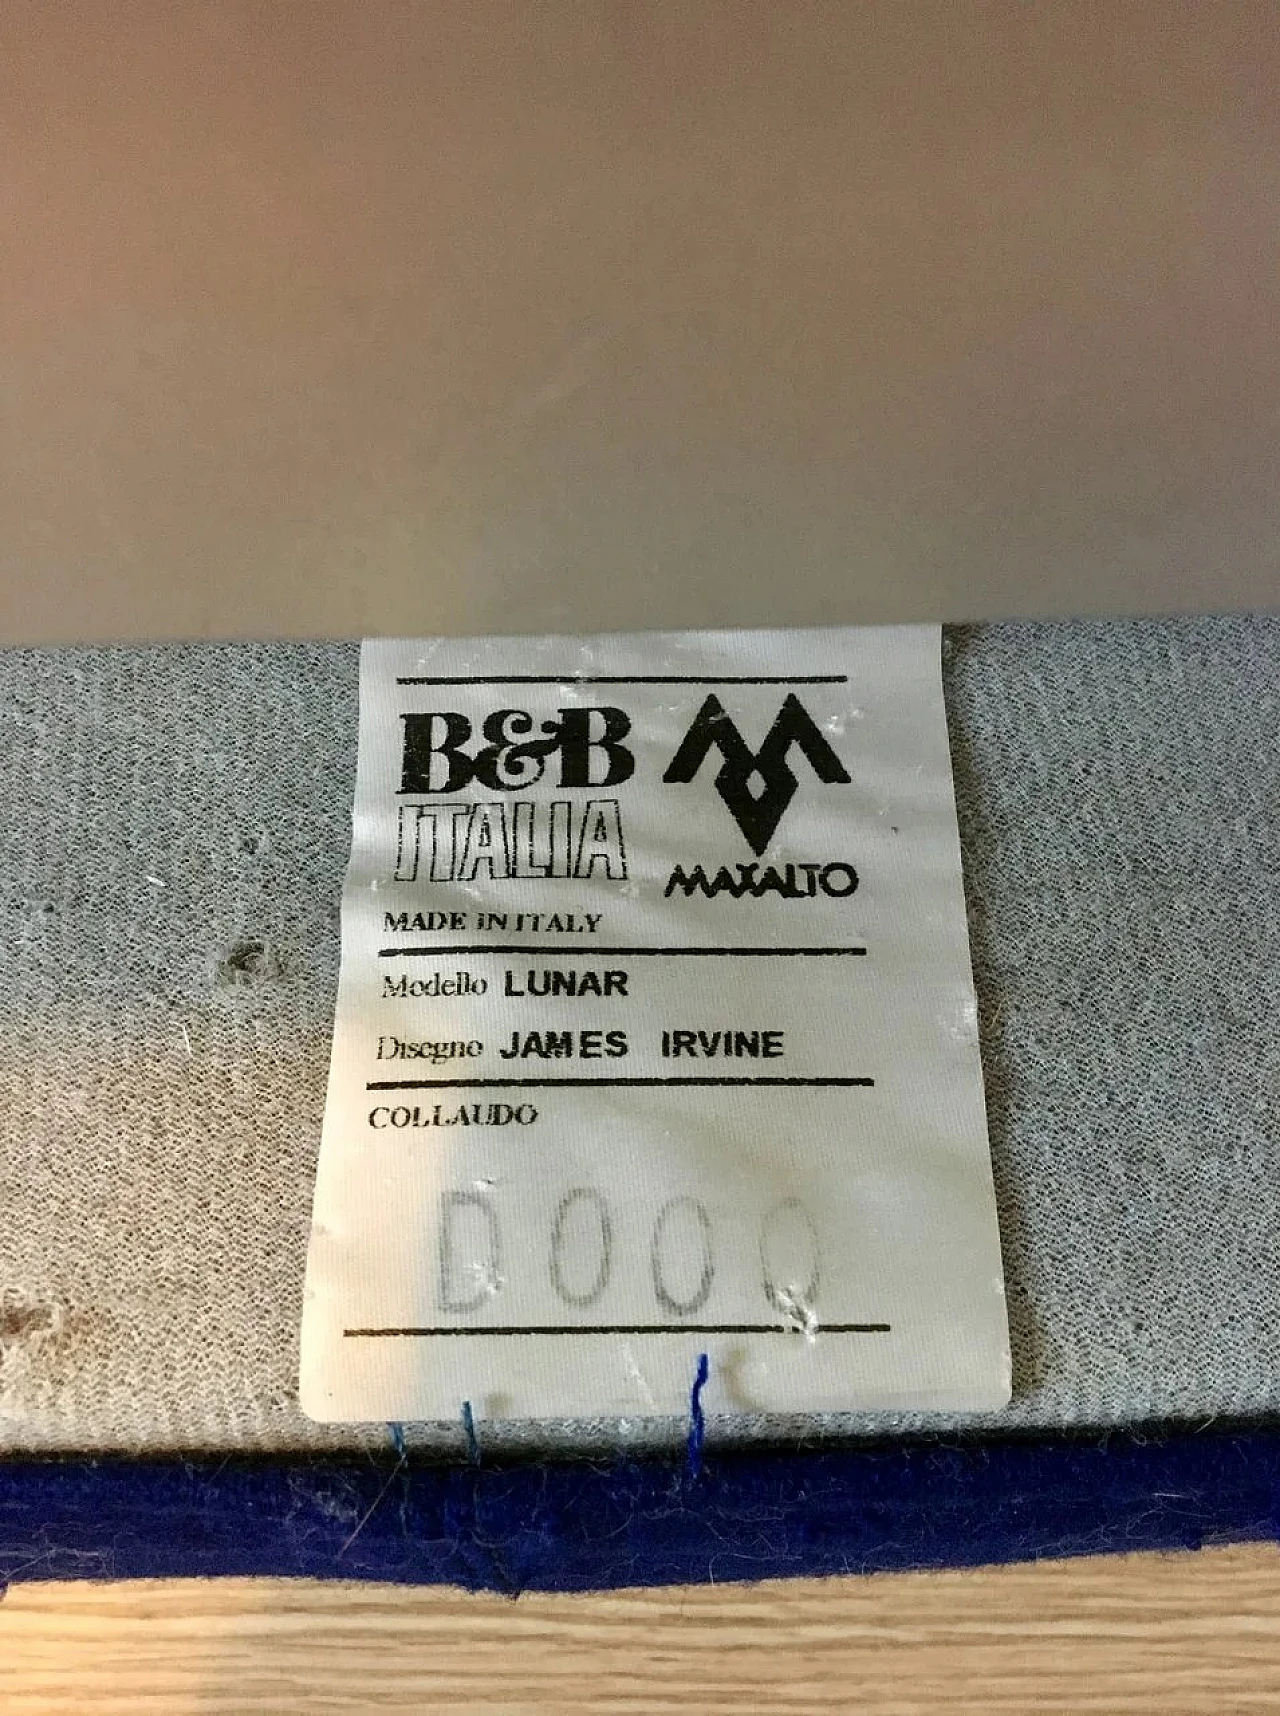 B&B
ITALIA
MAXALTO
MADE IN ITALY
Modello LUNAR
Disegno JAMES IRVINE
COLLAUDO
D000